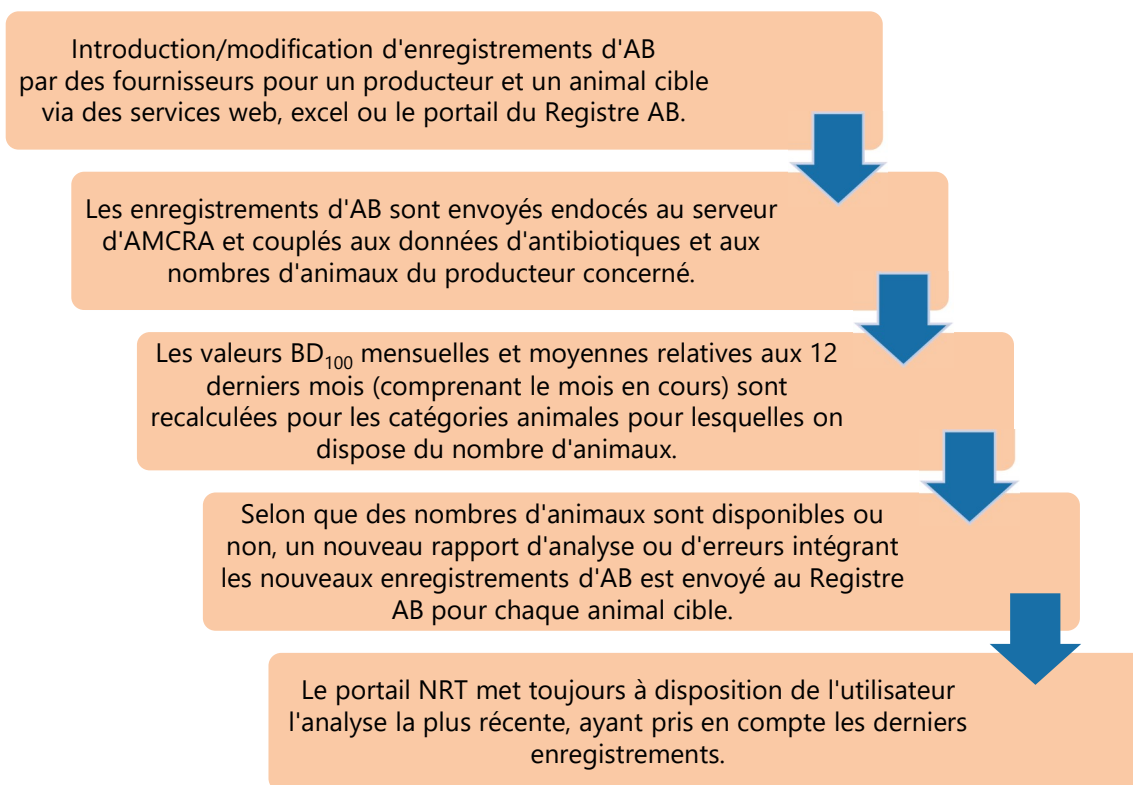 Introduction/modification d'enregistrements d'AB
par des fournisseurs pour un producteur et un animal cible
via des services web, excel ou le portail du Registre AB.
Les enregistrements d'AB sont envoyés endocés au serveur
d'AMCRA et couplés aux données d'antibiotiques et aux
nombres d'animaux du producteur concerné.
Les valeurs BD₁₀₀ mensuelles et moyennes relatives aux 12
derniers mois (comprenant le mois en cours) sont
recalculées pour les catégories animales pour lesquelles on
dispose du nombre d'animaux.
Selon que des nombres d'animaux sont disponibles ou
non, un nouveau rapport d'analyse ou d'erreurs intégrant
les nouveaux enregistrements d'AB est envoyé au Registre
AB pour chaque animal cible.
Le portail NRT met toujours à disposition de l'utilisateur
l'analyse la plus récente, ayant pris en compte les derniers
enregistrements.